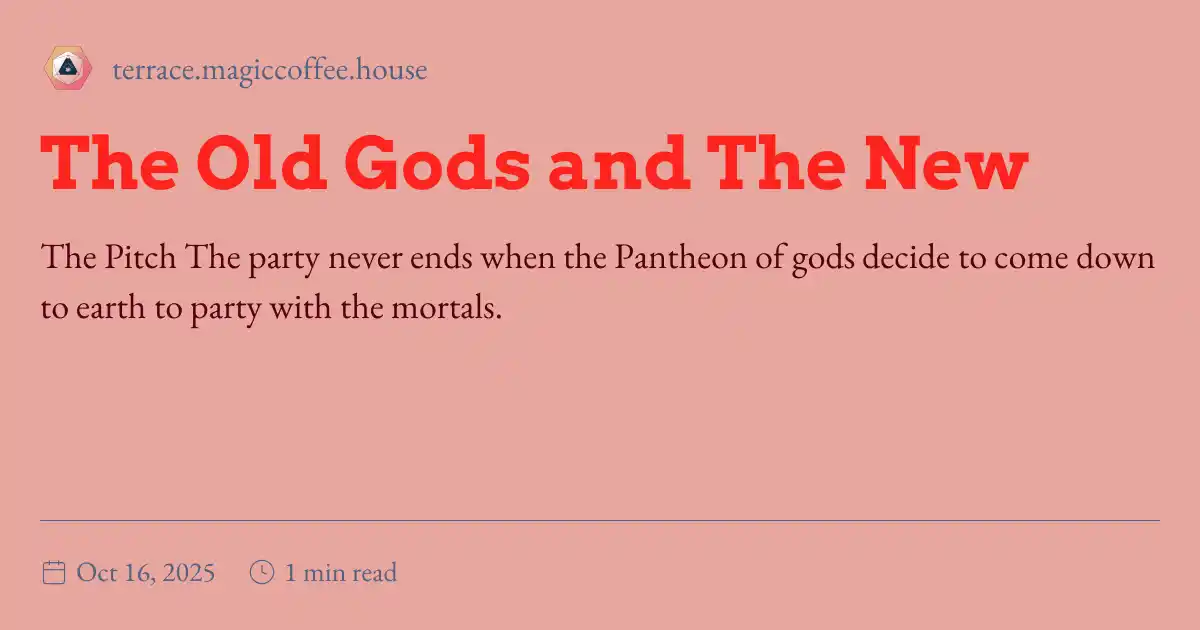 terrace.magiccoffee.house
The Old Gods and The New
The Pitch The party never ends when the Pantheon of gods decide to come down
to earth to party with the mortals.
Oct 16, 2025 1 min read